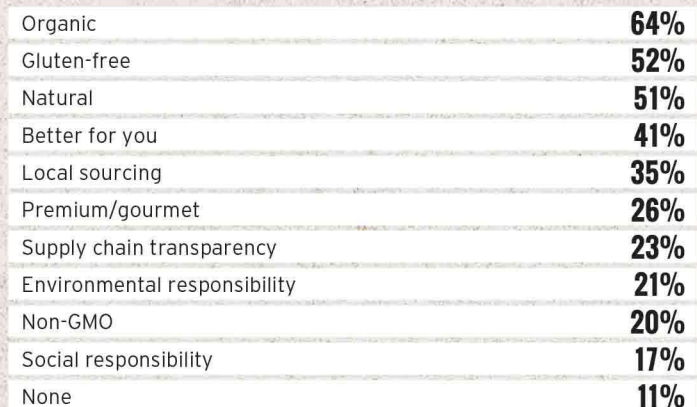 Organic 64%
Gluten-free 52%
Natural 51%
Better for you 41%
Local sourcing 35%
Premium/gourmet 26%
Supply chain transparency 23%
Environmental responsibility 21%
Non-GMO 20%
Social responsibility 17%
None 11%